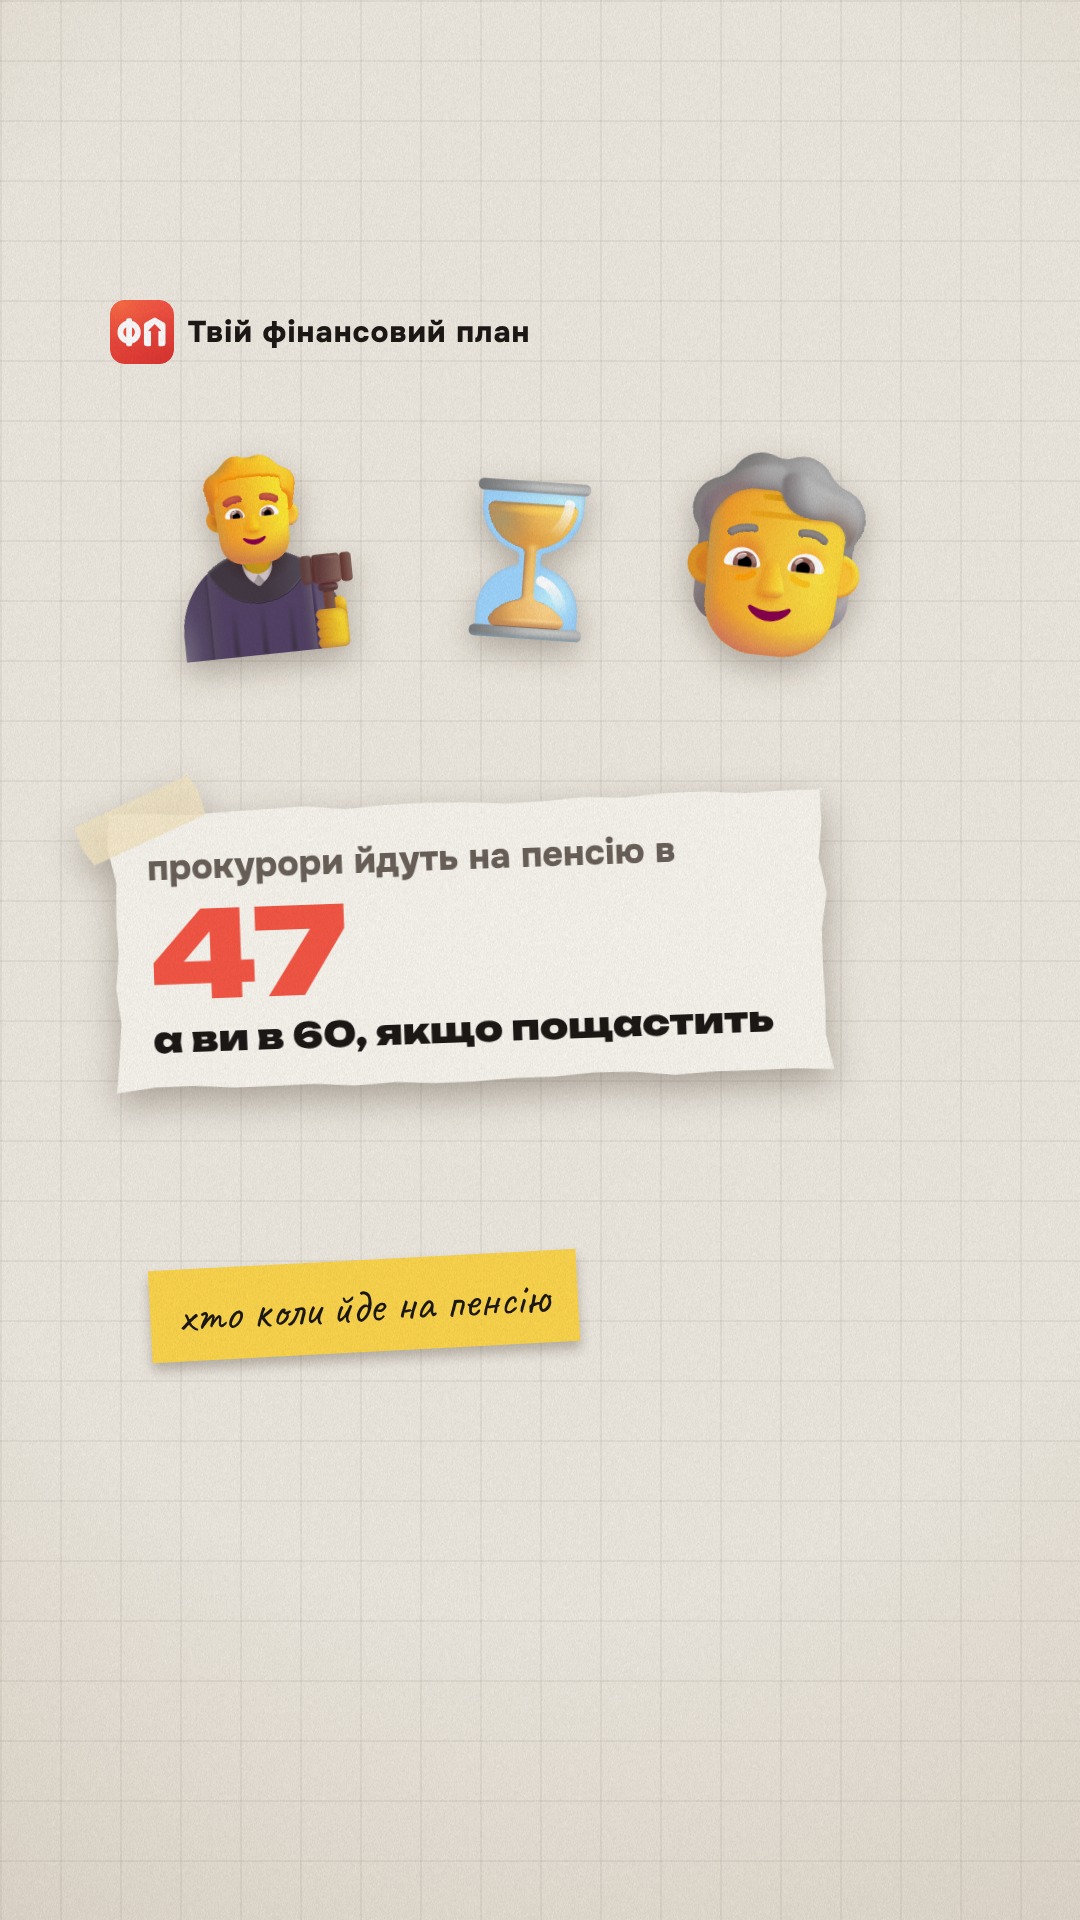 ФП Твій фінансовий план
прокурори йдуть на пенсію в
47
а ви в 60, якщо пощастить
хто коли йде на пенсію